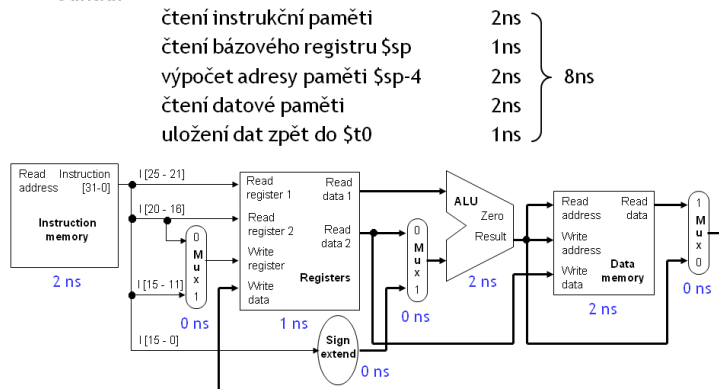 čtení instrukční paměti 2ns
čtení bázového registru $sp 1ns
výpočet adresy paměti $sp-4 2ns
8ns
čtení datové paměti 2ns
uložení dat zpět do $t0 1ns
Read address
Instruction [31-0]
Instruction memory
2 ns
I [25 - 21]
I [20 - 16]
I [15 - 11]
I [15 - 0]
0
M
u
x
1
0 ns
Read register 1
Read data 1
Read register 2
Read data 2
Write register
Write data
Registers
1 ns
Sign extend
0 ns
0
M
u
x
1
0 ns
ALU
Zero
Result
2 ns
Read address
Read data
Write address
Write data
Data memory
2 ns
1
M
u
x
0
0 ns